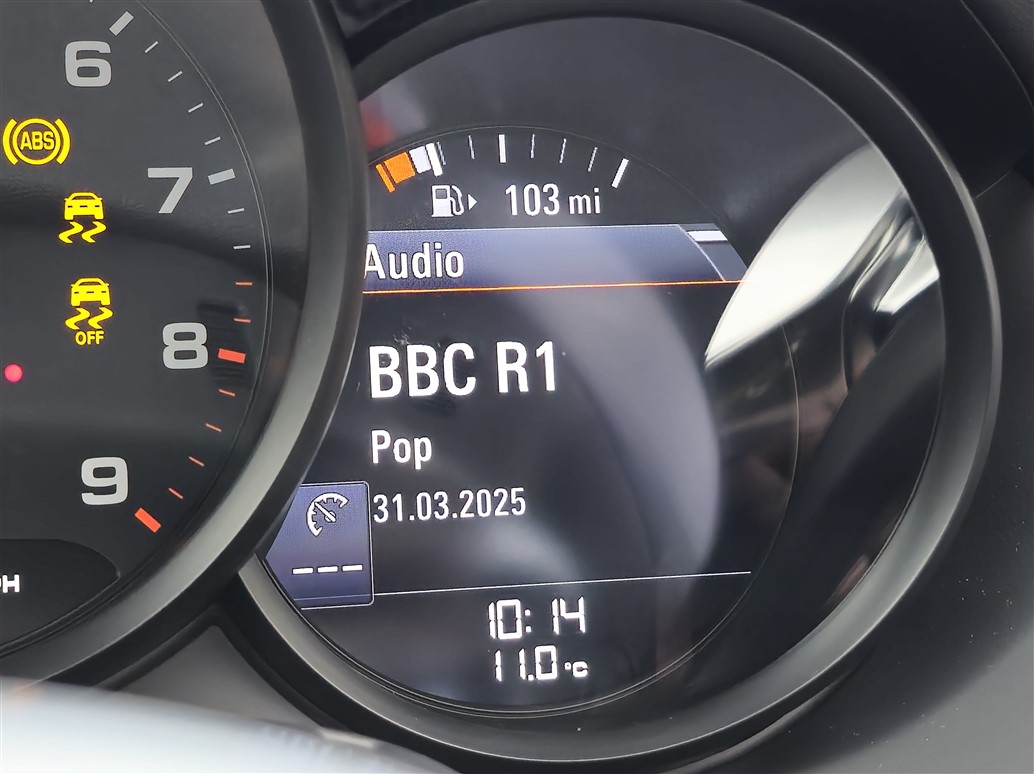 6
ABS
7
OFF
8
9
PH
103 mi
Audio
BBC R1
Pop
31.03.2025
---
10:14
11.0 °C